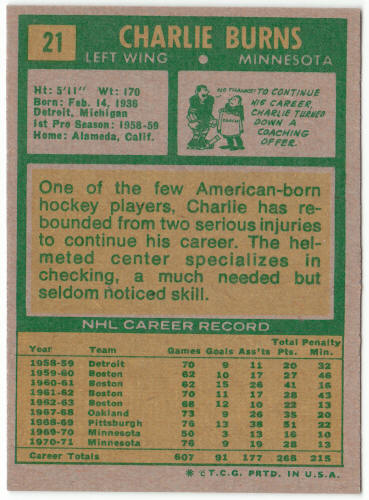 21
CHARLIE BURNS
LEFT WING • MINNESOTA
Ht: 5'11" Wt: 170
Born: Feb. 14, 1936
Detroit, Michigan
1st Pro Season: 1958-59
Home: Alameda, Calif.
NO THANKS!
COACH
TO CONTINUE
HIS CAREER,
CHARLIE TURNED
DOWN A
COACHING
OFFER.
One of the few American-born
hockey players, Charlie has re-
bounded from two serious injuries
to continue his career. The hel-
meted center specializes in
checking, a much needed but
seldom noticed skill.
NHL CAREER RECORD
Year Team Games Goals Ass'ts Total Pts. Penalty Min.
1958-59 Detroit 70 9 11 20 32
1959-60 Boston 62 10 17 27 46
1960-61 Boston 62 15 26 41 16
1961-62 Boston 70 11 17 28 43
1962-63 Boston 68 12 10 22 13
1967-68 Oakland 73 9 26 35 20
1968-69 Pittsburgh 76 13 38 51 22
1969-70 Minnesota 50 3 13 16 10
1970-71 Minnesota 76 9 19 28 13
Career Totals 607 91 177 268 215
* © T.C.G. PRTD. IN U.S.A.